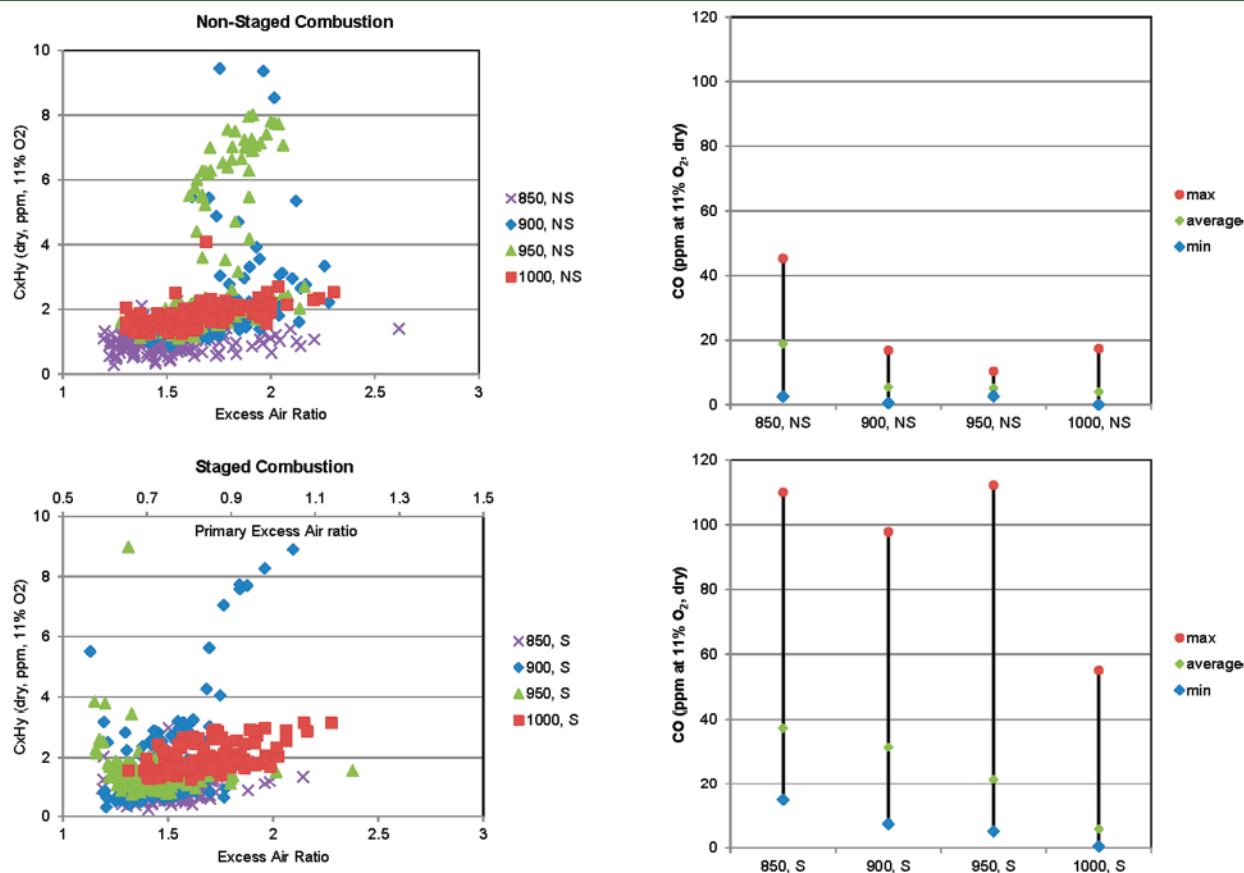 Non-Staged Combustion
10
8
6
4
2
0
CxHy (dry, ppm, 11% O2)
1
1.5
2
2.5
3
Excess Air Ratio
850, NS
900, NS
950, NS
1000, NS
120
100
80
60
40
20
0
CO (ppm at 11% O₂, dry)
850, NS
900, NS
950, NS
1000, NS
max
average
min
Staged Combustion
0.5
0.7
0.9
1.1
1.3
1.5
Primary Excess Air ratio
10
8
6
4
2
0
CxHy (dry, ppm, 11% O2)
1
1.5
2
2.5
3
Excess Air Ratio
850, S
900, S
950, S
1000, S
120
100
80
60
40
20
0
CO (ppm at 11% O₂, dry)
850, S
900, S
950, S
1000, S
max
average
min